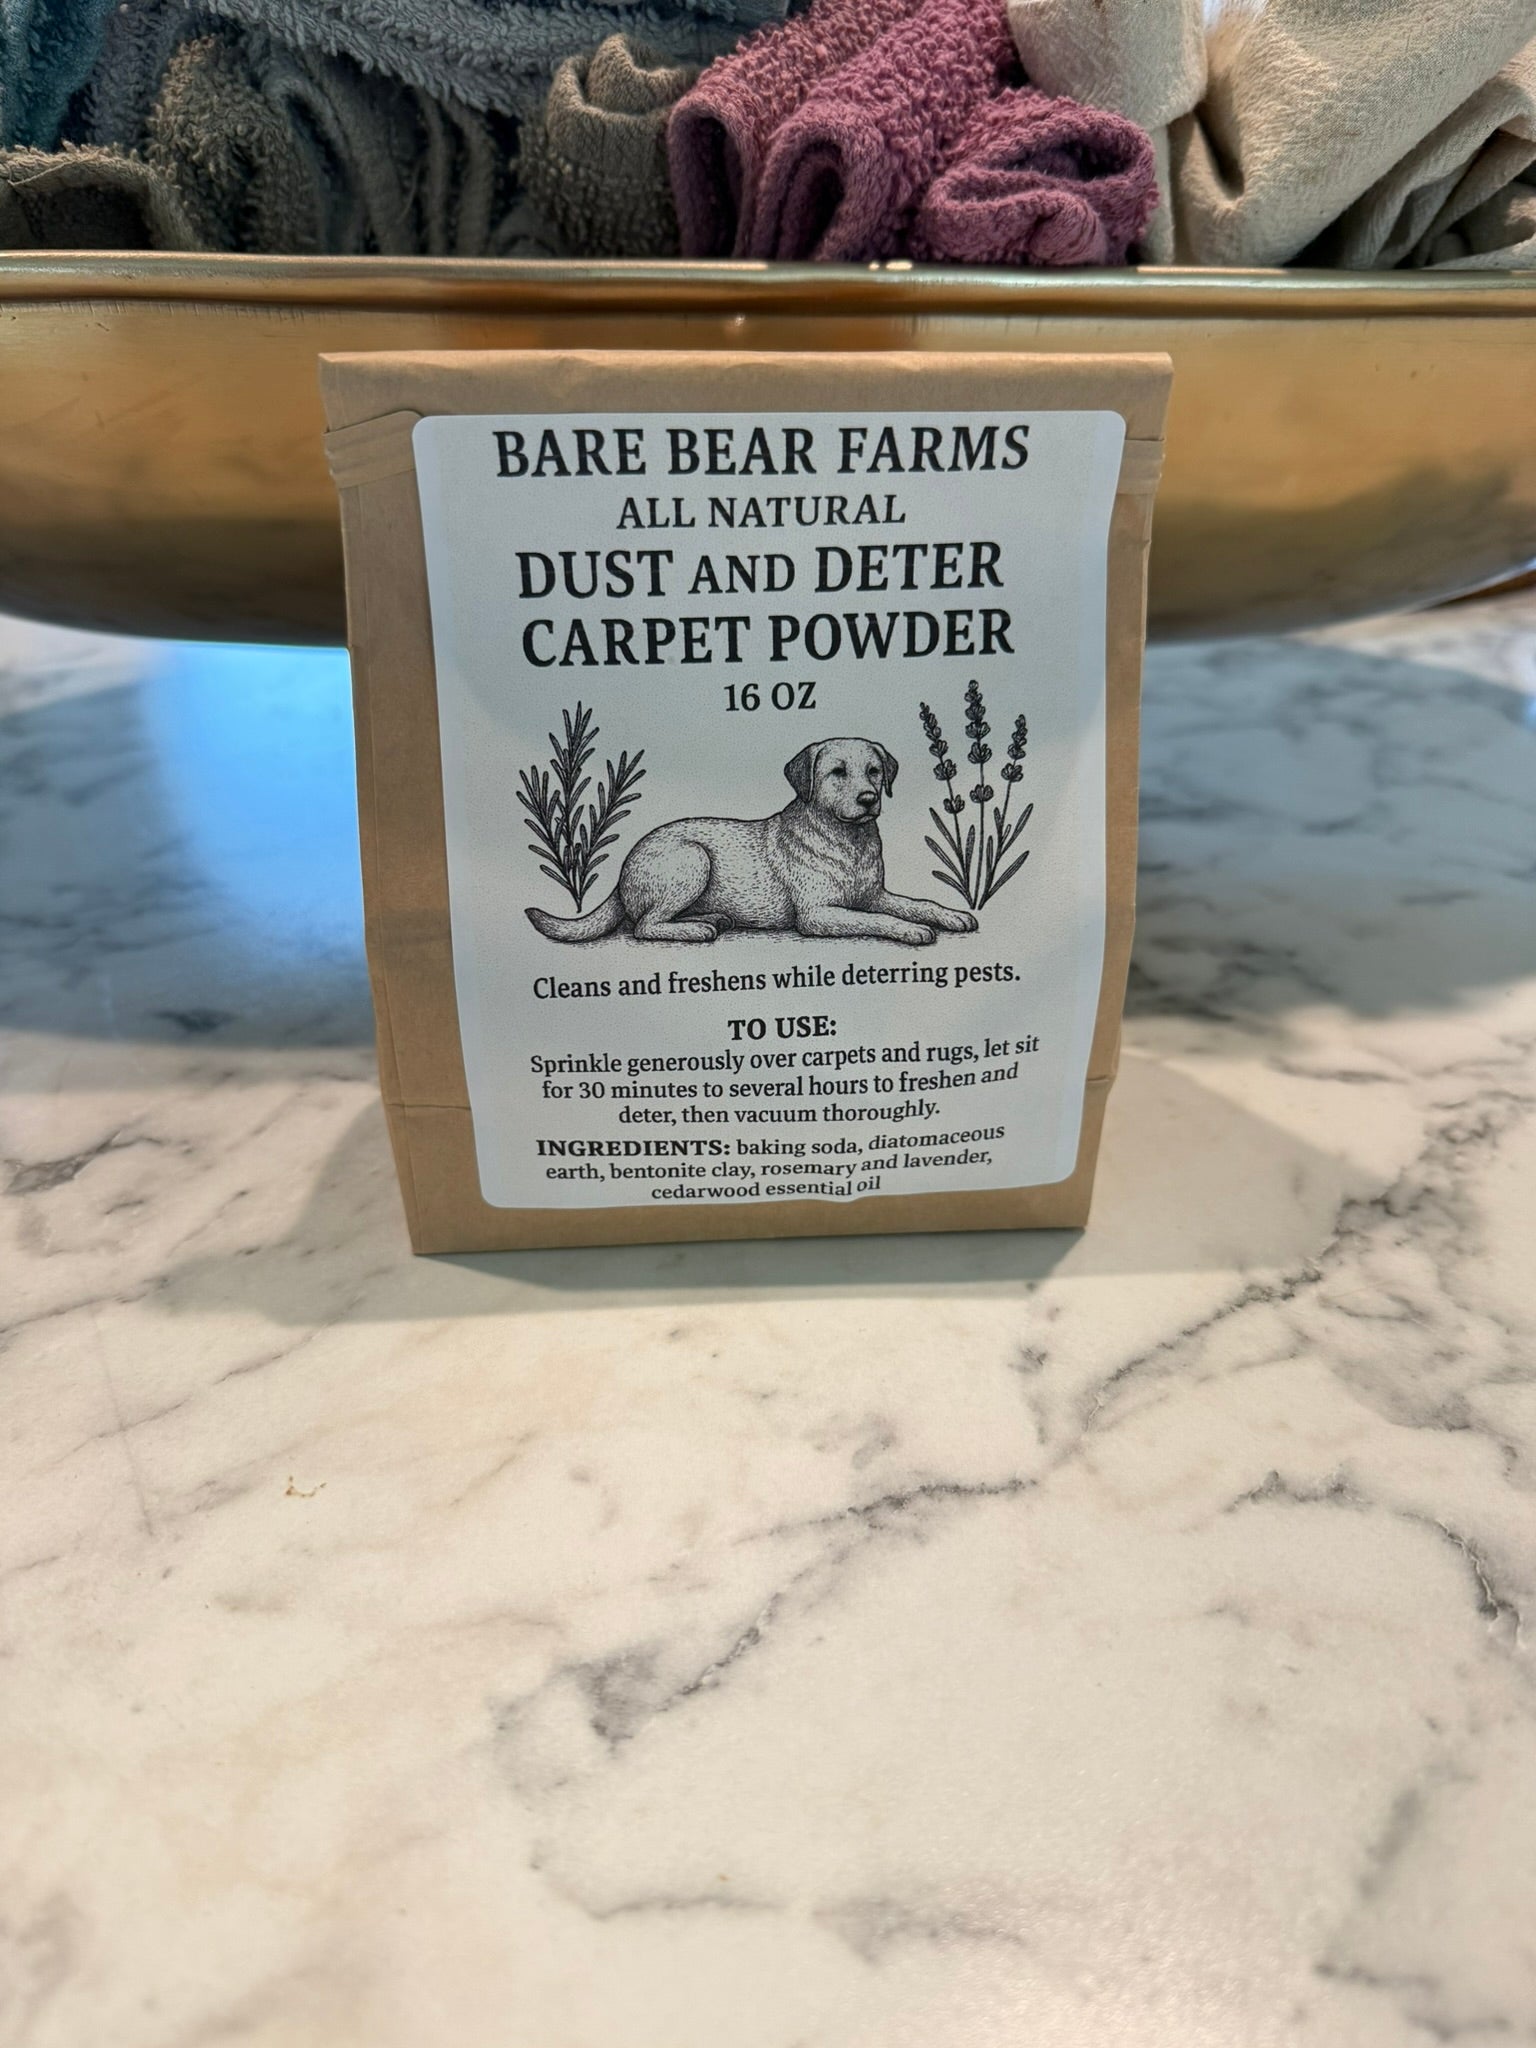 BARE BEAR FARMS
ALL NATURAL
DUST AND DETER
CARPET POWDER
16 OZ
Cleans and freshens while deterring pests.
TO USE:
Sprinkle generously over carpets and rugs, let sit
for 30 minutes to several hours to freshen and
deter, then vacuum thoroughly.
INGREDIENTS: baking soda, diatomaceous
earth, bentonite clay, rosemary and lavender,
cedarwood essential oil